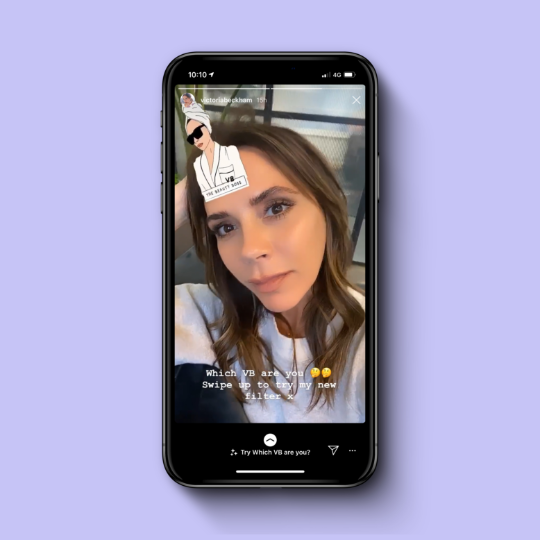 10:10
4G
victoriabeckham 15h
VB
THE BEAUTY BOSS
Which VB are you 🤔🤔
Swipe up to try my new
filter x
Try Which VB are you?